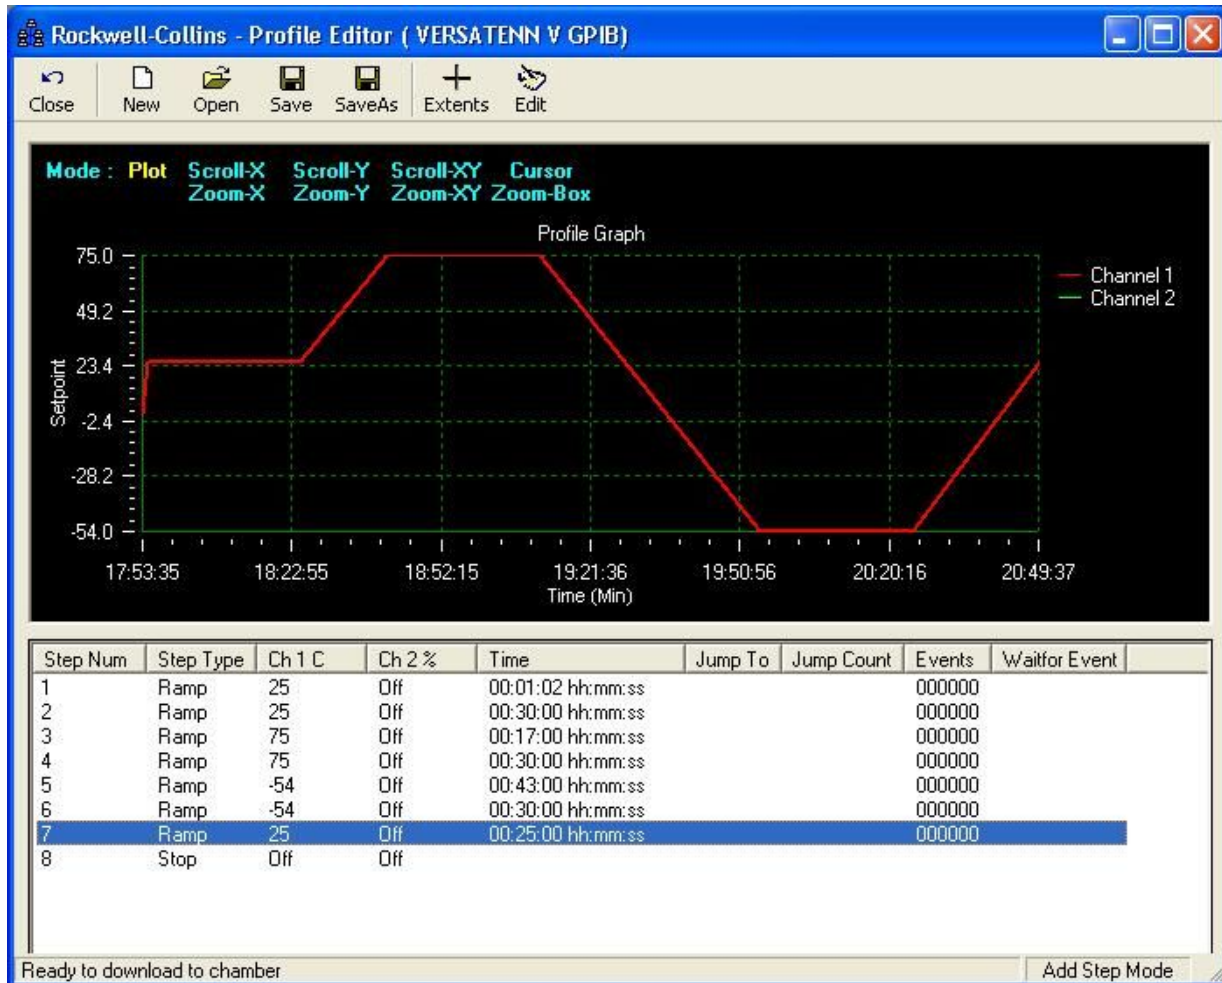 Rockwell-Collins - Profile Editor ( VERSATENN V GPIB)
Close New Open Save SaveAs Extents Edit
Mode : Plot Scroll-X Scroll-Y Scroll-XY Cursor
Zoom-X Zoom-Y Zoom-XY Zoom-Box
Profile Graph
75.0
49.2
23.4
-2.4
-28.2
-54.0
Setpoint
Channel 1
Channel 2
17:53:35 18:22:55 18:52:15 19:21:36 19:50:56 20:20:16 20:49:37
Time (Min)
Step Num Step Type Ch 1 C Ch 2 % Time Jump To Jump Count Events Waitfor Event
1 Ramp 25 Off 00:01:02 hh:mm:ss 000000
2 Ramp 25 Off 00:30:00 hh:mm:ss 000000
3 Ramp 75 Off 00:17:00 hh:mm:ss 000000
4 Ramp 75 Off 00:30:00 hh:mm:ss 000000
5 Ramp -54 Off 00:43:00 hh:mm:ss 000000
6 Ramp -54 Off 00:30:00 hh:mm:ss 000000
7 Ramp 25 Off 00:25:00 hh:mm:ss 000000
8 Stop Off Off
Ready to download to chamber Add Step Mode